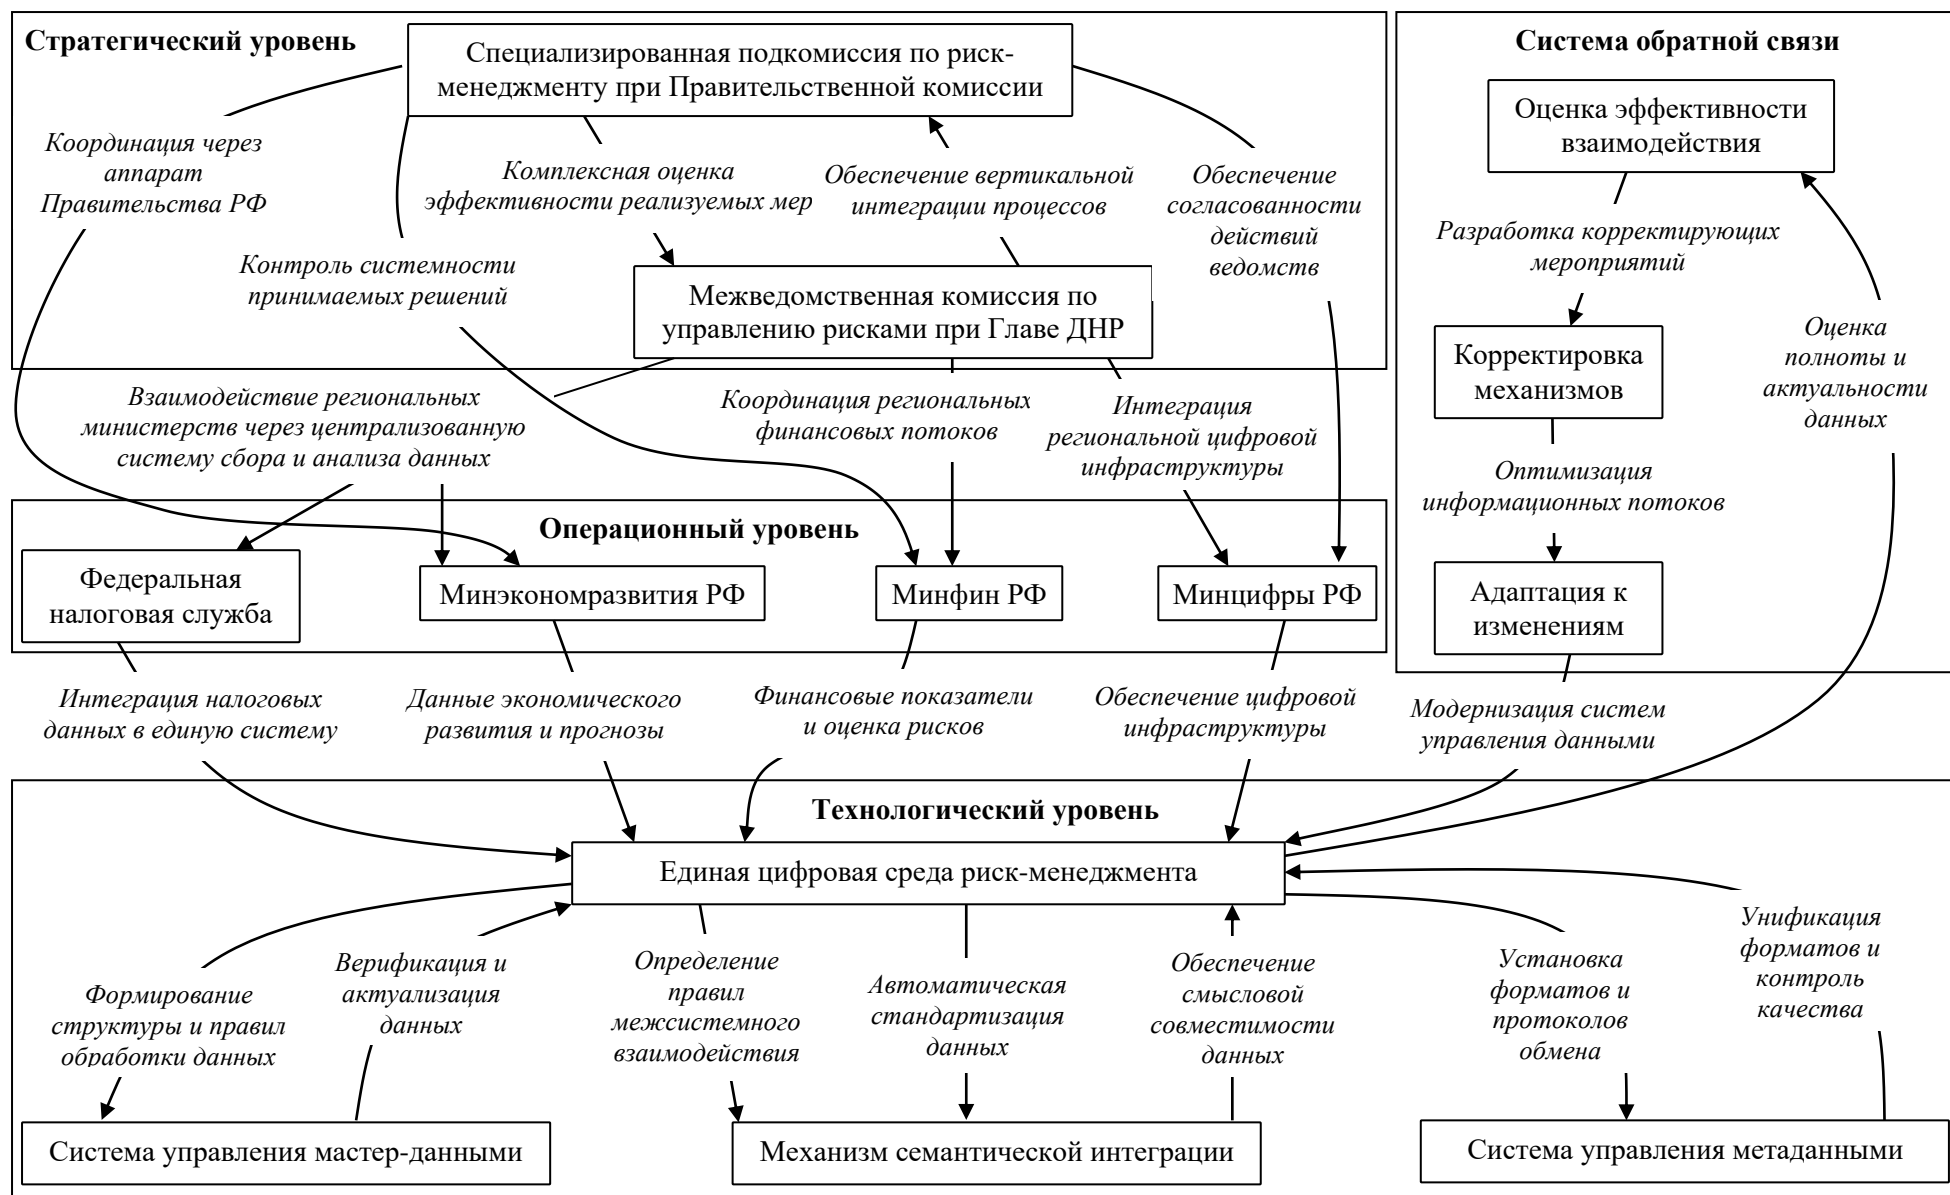 Стратегический уровень
Специализированная подкомиссия по риск-
менеджменту при Правительственной комиссии
Координация через
аппарат
Правительства РФ
Комплексная оценка
эффективности реализуемых мер
Обеспечение вертикальной
интеграции процессов
Обеспечение
согласованности
действий
ведомств
Контроль системности
принимаемых решений
Межведомственная комиссия по
управлению рисками при Главе ДНР
Взаимодействие региональных
министерств через централизованную
систему сбора и анализа данных
Координация региональных
финансовых потоков
Интеграция
региональной цифровой
инфраструктуры
Система обратной связи
Оценка эффективности
взаимодействия
Разработка корректирующих
мероприятий
Корректировка
механизмов
Оценка
полноты и
актуальности
данных
Оптимизация
информационных потоков
Адаптация к
изменениям
Операционный уровень
Федеральная
налоговая служба
Минэкономразвития РФ
Минфин РФ
Минцифры РФ
Интеграция налоговых
данных в единую систему
Данные экономического
развития и прогнозы
Финансовые показатели
и оценка рисков
Обеспечение цифровой
инфраструктуры
Модернизация систем
управления данными
Технологический уровень
Единая цифровая среда риск-менеджмента
Формирование
структуры и правил
обработки данных
Верификация и
актуализация
данных
Определение
правил
межсистемного
взаимодействия
Автоматическая
стандартизация
данных
Обеспечение
смысловой
совместимости
данных
Установка
форматов и
протоколов
обмена
Унификация
форматов и
контроль
качества
Система управления мастер-данными
Механизм семантической интеграции
Система управления метаданными